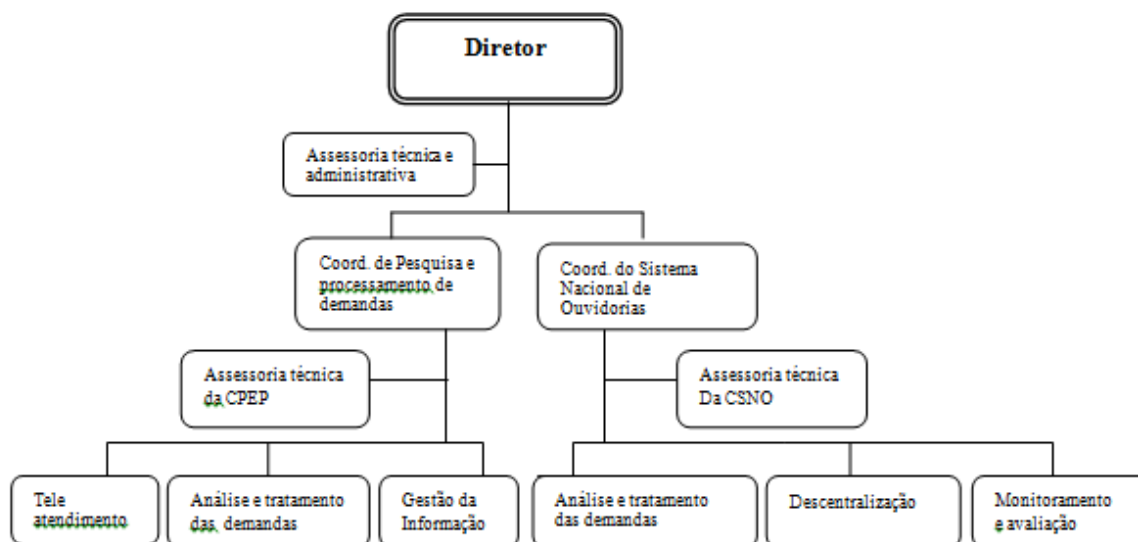 Diretor
Assessoria técnica e
administrativa
Coord. de Pesquisa e
processamento de
demandas
Coord. do Sistema
Nacional de
Ouvidorias
Assessoria técnica
da CPEP
Assessoria técnica
Da CSNO
Tele
atendimento
Análise e tratamento
das demandas
Gestão da
Informação
Análise e tratamento
das demandas
Descentralização
Monitoramento
e avaliação